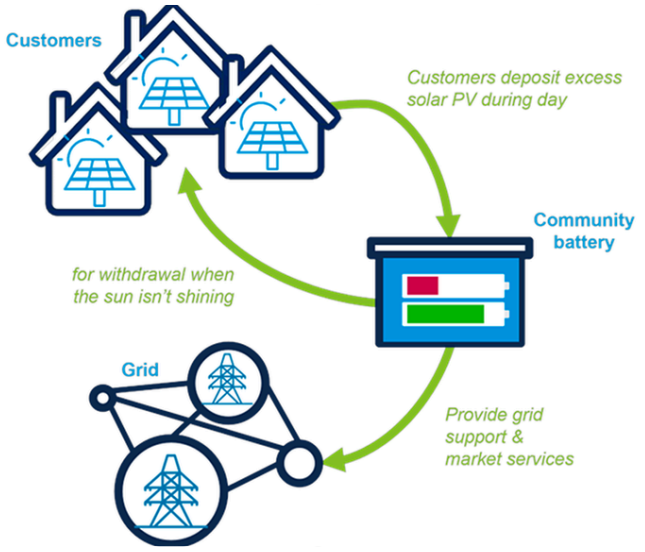 Customers
Customers deposit excess
solar PV during day
Community
battery
for withdrawal when
the sun isn't shining
Grid
Provide grid
support &
market services